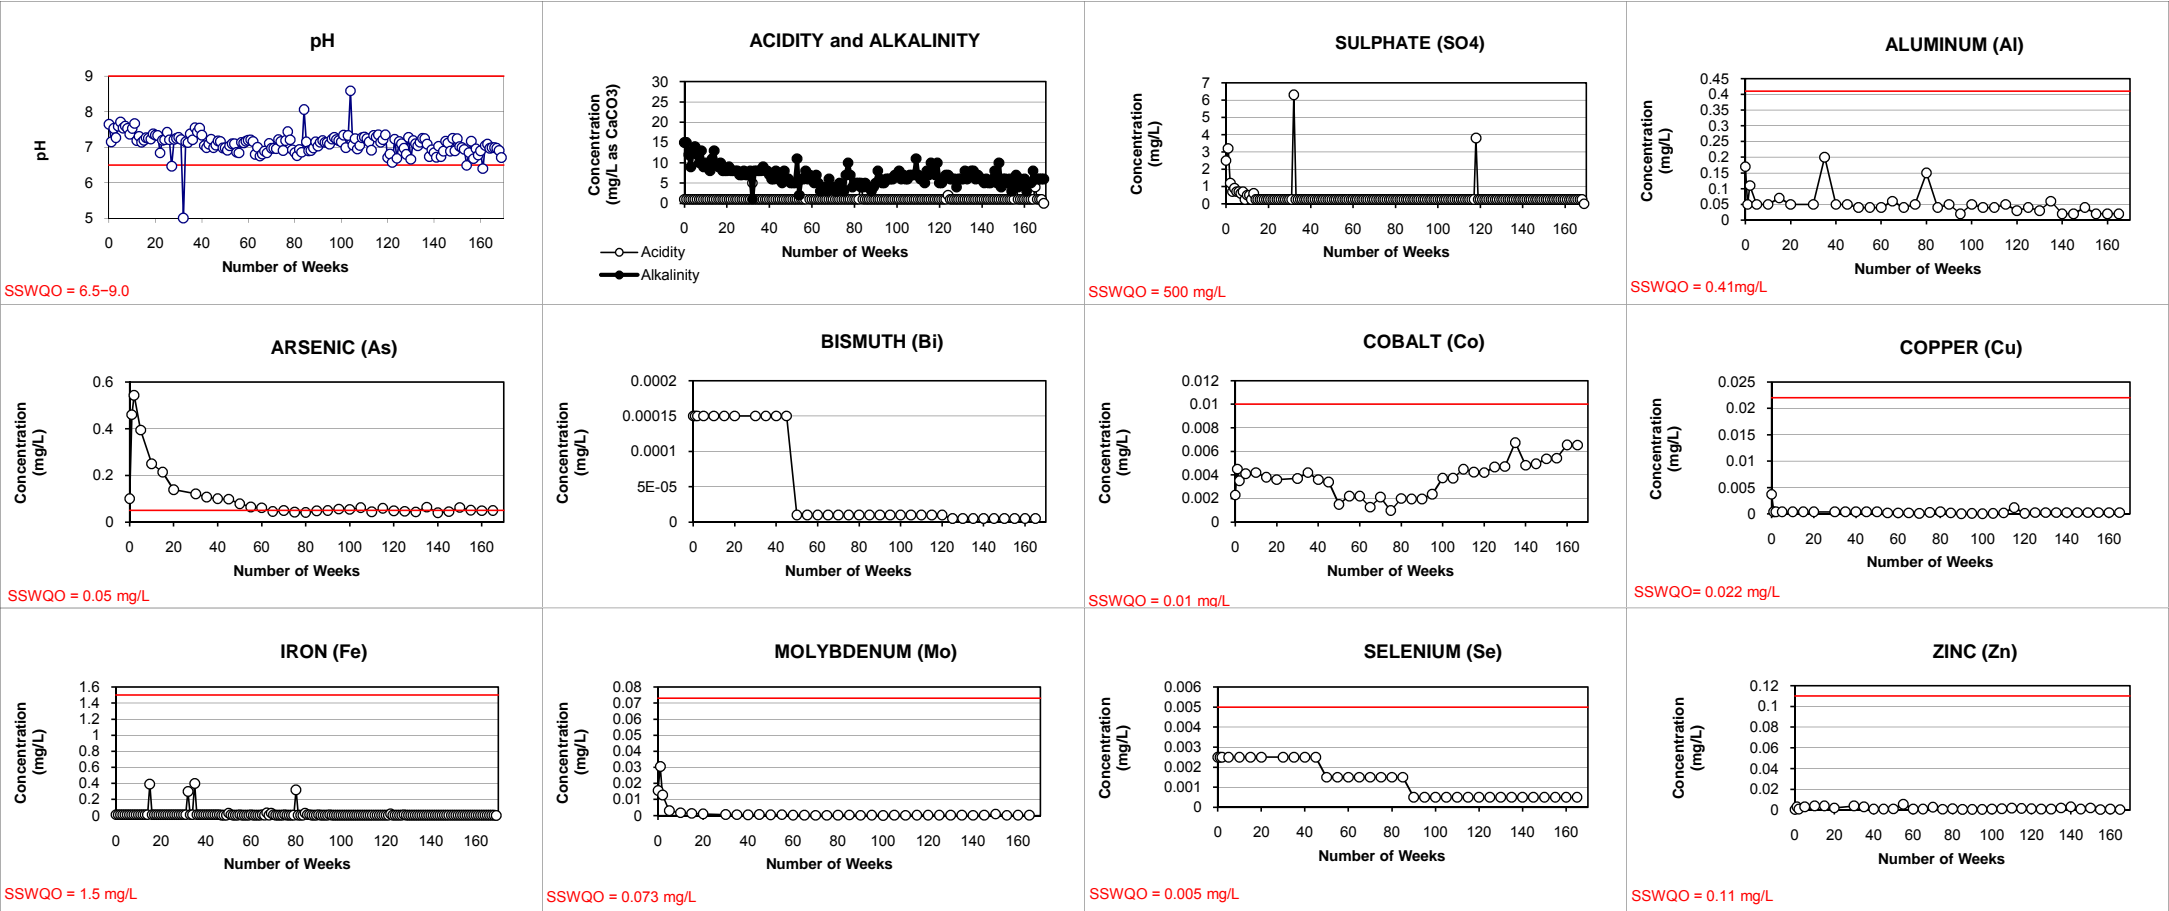 pH
9
8
7
6
5
pH
0 20 40 60 80 100 120 140 160
Number of Weeks
SSWQO = 6.5−9.0
ACIDITY and ALKALINITY
30
25
20
15
10
5
0
Concentration
(mg/L as CaCO3)
0 20 40 60 80 100 120 140 160
Number of Weeks
Acidity
Alkalinity
SULPHATE (SO4)
7
6
5
4
3
2
1
0
Concentration
(mg/L)
0 20 40 60 80 100 120 140 160
Number of Weeks
SSWQO = 500 mg/L
ALUMINUM (Al)
0.45
0.4
0.35
0.3
0.25
0.2
0.15
0.1
0.05
0
Concentration
(mg/L)
0 20 40 60 80 100 120 140 160
Number of Weeks
SSWQO = 0.41mg/L
ARSENIC (As)
0.6
0.4
0.2
0
Concentration
(mg/L)
0 20 40 60 80 100 120 140 160
Number of Weeks
SSWQO = 0.05 mg/L
BISMUTH (Bi)
0.0002
0.00015
0.0001
5E-05
0
Concentration
(mg/L)
0 20 40 60 80 100 120 140 160
Number of Weeks
COBALT (Co)
0.012
0.01
0.008
0.006
0.004
0.002
0
Concentration
(mg/L)
0 20 40 60 80 100 120 140 160
Number of Weeks
SSWQO = 0.01 mg/L
COPPER (Cu)
0.025
0.02
0.015
0.01
0.005
0
Concentration
(mg/L)
0 20 40 60 80 100 120 140 160
Number of Weeks
SSWQO= 0.022 mg/L
IRON (Fe)
1.6
1.4
1.2
1
0.8
0.6
0.4
0.2
0
Concentration
(mg/L)
0 20 40 60 80 100 120 140 160
Number of Weeks
SSWQO = 1.5 mg/L
MOLYBDENUM (Mo)
0.08
0.07
0.06
0.05
0.04
0.03
0.02
0.01
0
Concentration
(mg/L)
0 20 40 60 80 100 120 140 160
Number of Weeks
SSWQO = 0.073 mg/L
SELENIUM (Se)
0.006
0.005
0.004
0.003
0.002
0.001
0
Concentration
(mg/L)
0 20 40 60 80 100 120 140 160
Number of Weeks
SSWQO = 0.005 mg/L
ZINC (Zn)
0.12
0.1
0.08
0.06
0.04
0.02
0
Concentration
(mg/L)
0 20 40 60 80 100 120 140 160
Number of Weeks
SSWQO = 0.11 mg/L